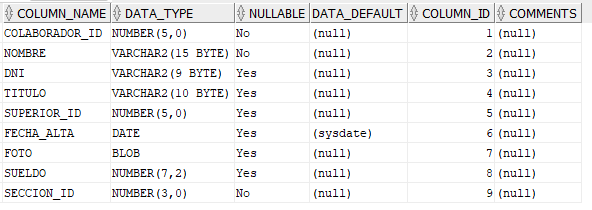 COLUMN_NAME DATA_TYPE NULLABLE DATA_DEFAULT COLUMN_ID COMMENTS
COLABORADOR_ID NUMBER(5,0) No (null) 1 (null)
NOMBRE VARCHAR2(15 BYTE) No (null) 2 (null)
DNI VARCHAR2(9 BYTE) Yes (null) 3 (null)
TITULO VARCHAR2(10 BYTE) Yes (null) 4 (null)
SUPERIOR_ID NUMBER(5,0) Yes (null) 5 (null)
FECHA_ALTA DATE Yes (sysdate) 6 (null)
FOTO BLOB Yes (null) 7 (null)
SUELDO NUMBER(7,2) Yes (null) 8 (null)
SECCION_ID NUMBER(3,0) No (null) 9 (null)